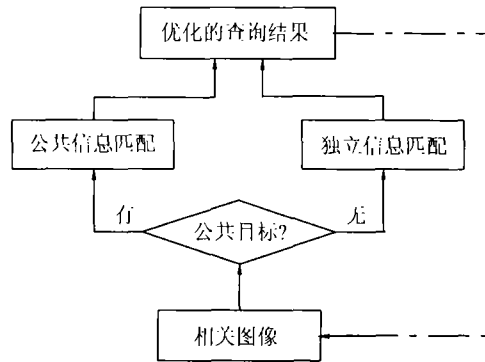 优化的查询结果
公共信息匹配
独立信息匹配
有
公共目标?
无
相关图像